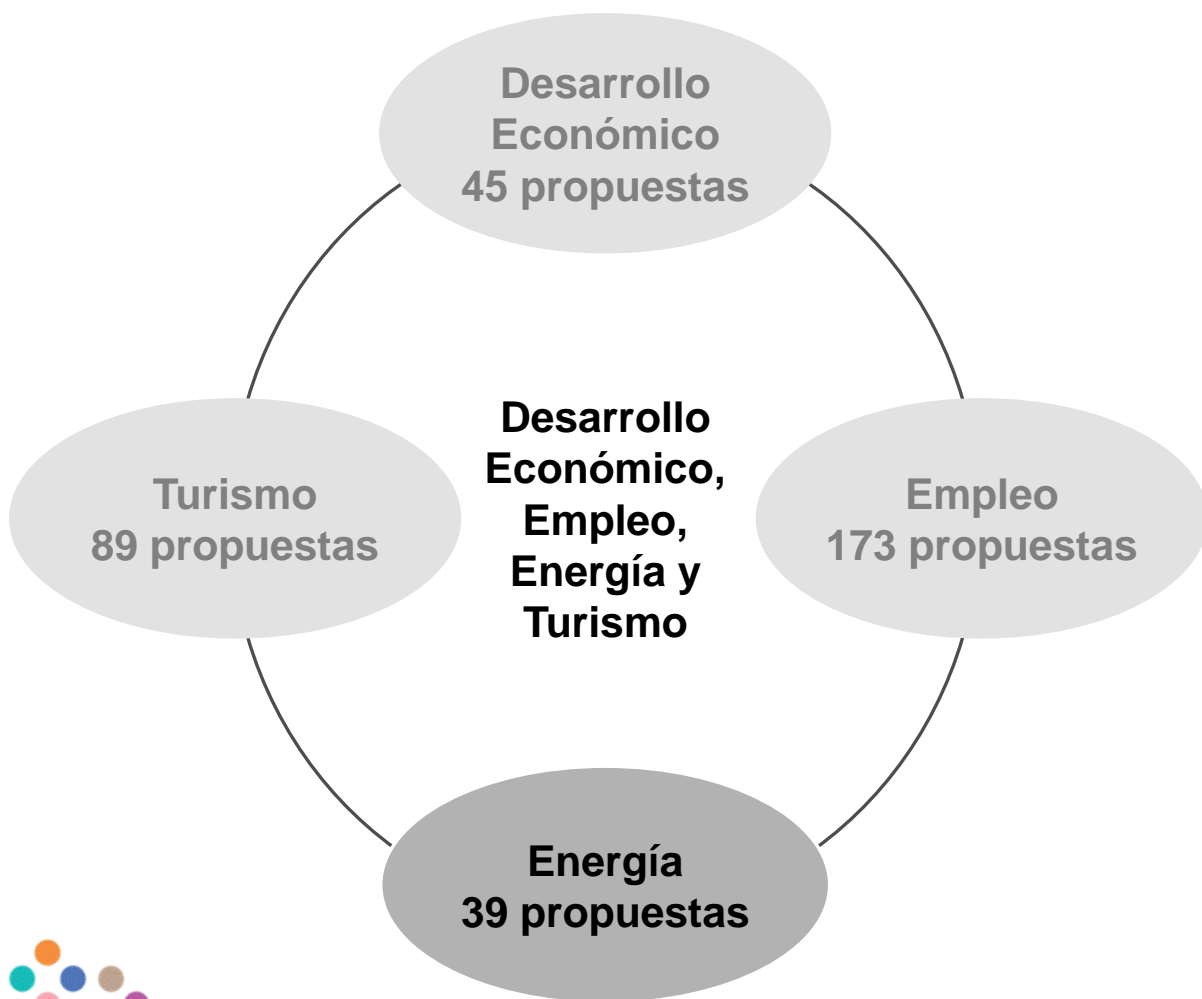 Desarrollo
Económico
45 propuestas
Turismo
89 propuestas
Desarrollo
Económico,
Empleo,
Energía y
Turismo
Empleo
173 propuestas
Energía
39 propuestas